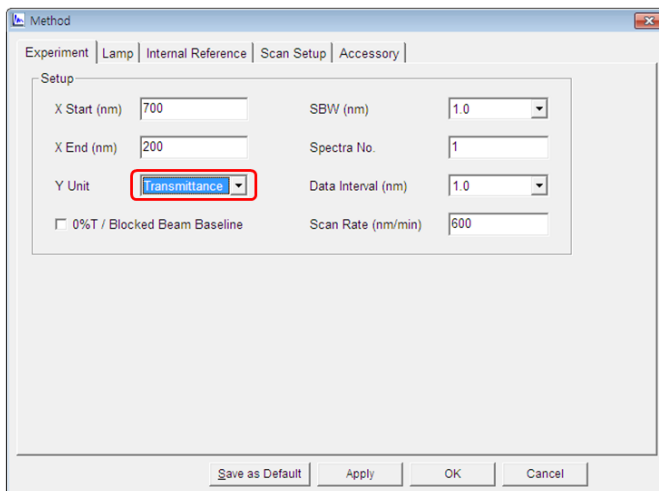 Method
Experiment Lamp Internal Reference Scan Setup Accessory
Setup
X Start (nm) 700 SBW (nm) 1.0
X End (nm) 200 Spectra No. 1
Y Unit Transmittance Data Interval (nm) 1.0
0%T / Blocked Beam Baseline Scan Rate (nm/min) 600
Save as Default Apply OK Cancel